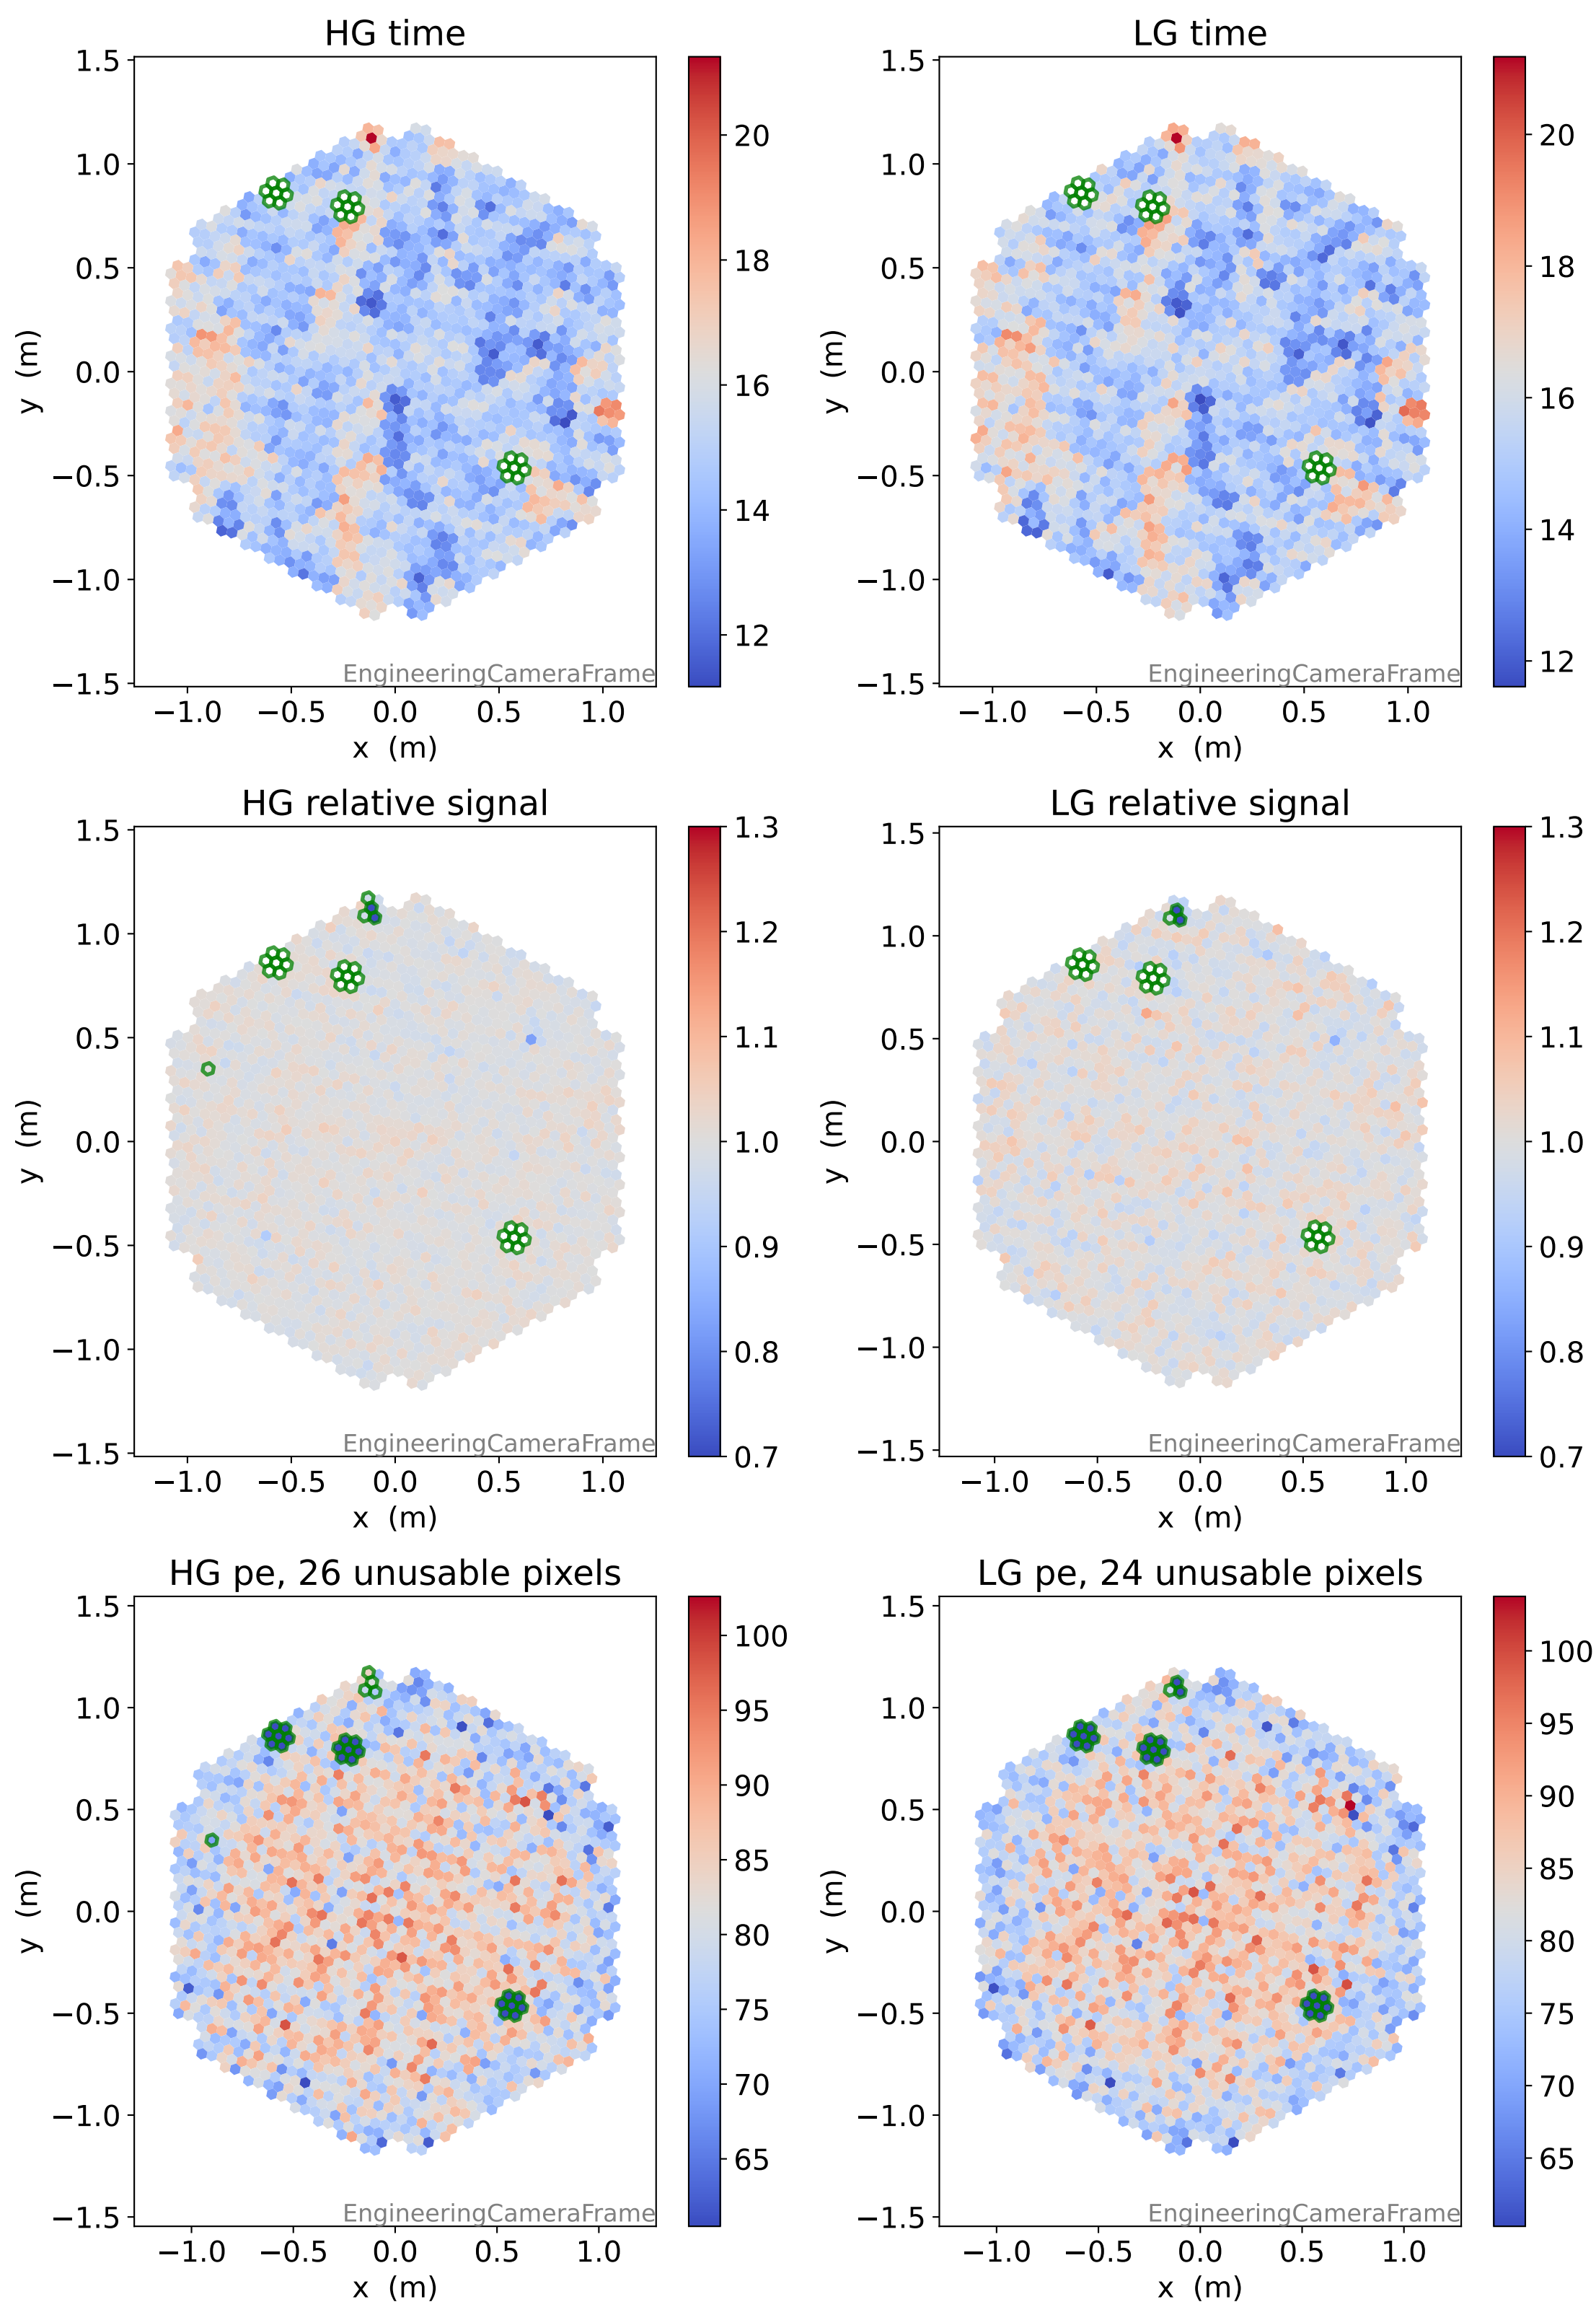 HG time
LG time
1.5
1.0
0.5
0.0
−0.5
−1.0
−1.5
y (m)
−1.0 −0.5 0.0 0.5 1.0
x (m)
EngineeringCameraFrame
20
18
16
14
12
1.5
1.0
0.5
0.0
−0.5
−1.0
−1.5
y (m)
−1.0 −0.5 0.0 0.5 1.0
x (m)
EngineeringCameraFrame
20
18
16
14
12
HG relative signal
LG relative signal
1.5
1.0
0.5
0.0
−0.5
−1.0
−1.5
y (m)
−1.0 −0.5 0.0 0.5 1.0
x (m)
EngineeringCameraFrame
1.3
1.2
1.1
1.0
0.9
0.8
0.7
1.5
1.0
0.5
0.0
−0.5
−1.0
−1.5
y (m)
−1.0 −0.5 0.0 0.5 1.0
x (m)
EngineeringCameraFrame
1.3
1.2
1.1
1.0
0.9
0.8
0.7
HG pe, 26 unusable pixels
LG pe, 24 unusable pixels
1.5
1.0
0.5
0.0
−0.5
−1.0
−1.5
y (m)
−1.0 −0.5 0.0 0.5 1.0
x (m)
EngineeringCameraFrame
100
95
90
85
80
75
70
65
1.5
1.0
0.5
0.0
−0.5
−1.0
−1.5
y (m)
−1.0 −0.5 0.0 0.5 1.0
x (m)
EngineeringCameraFrame
100
95
90
85
80
75
70
65